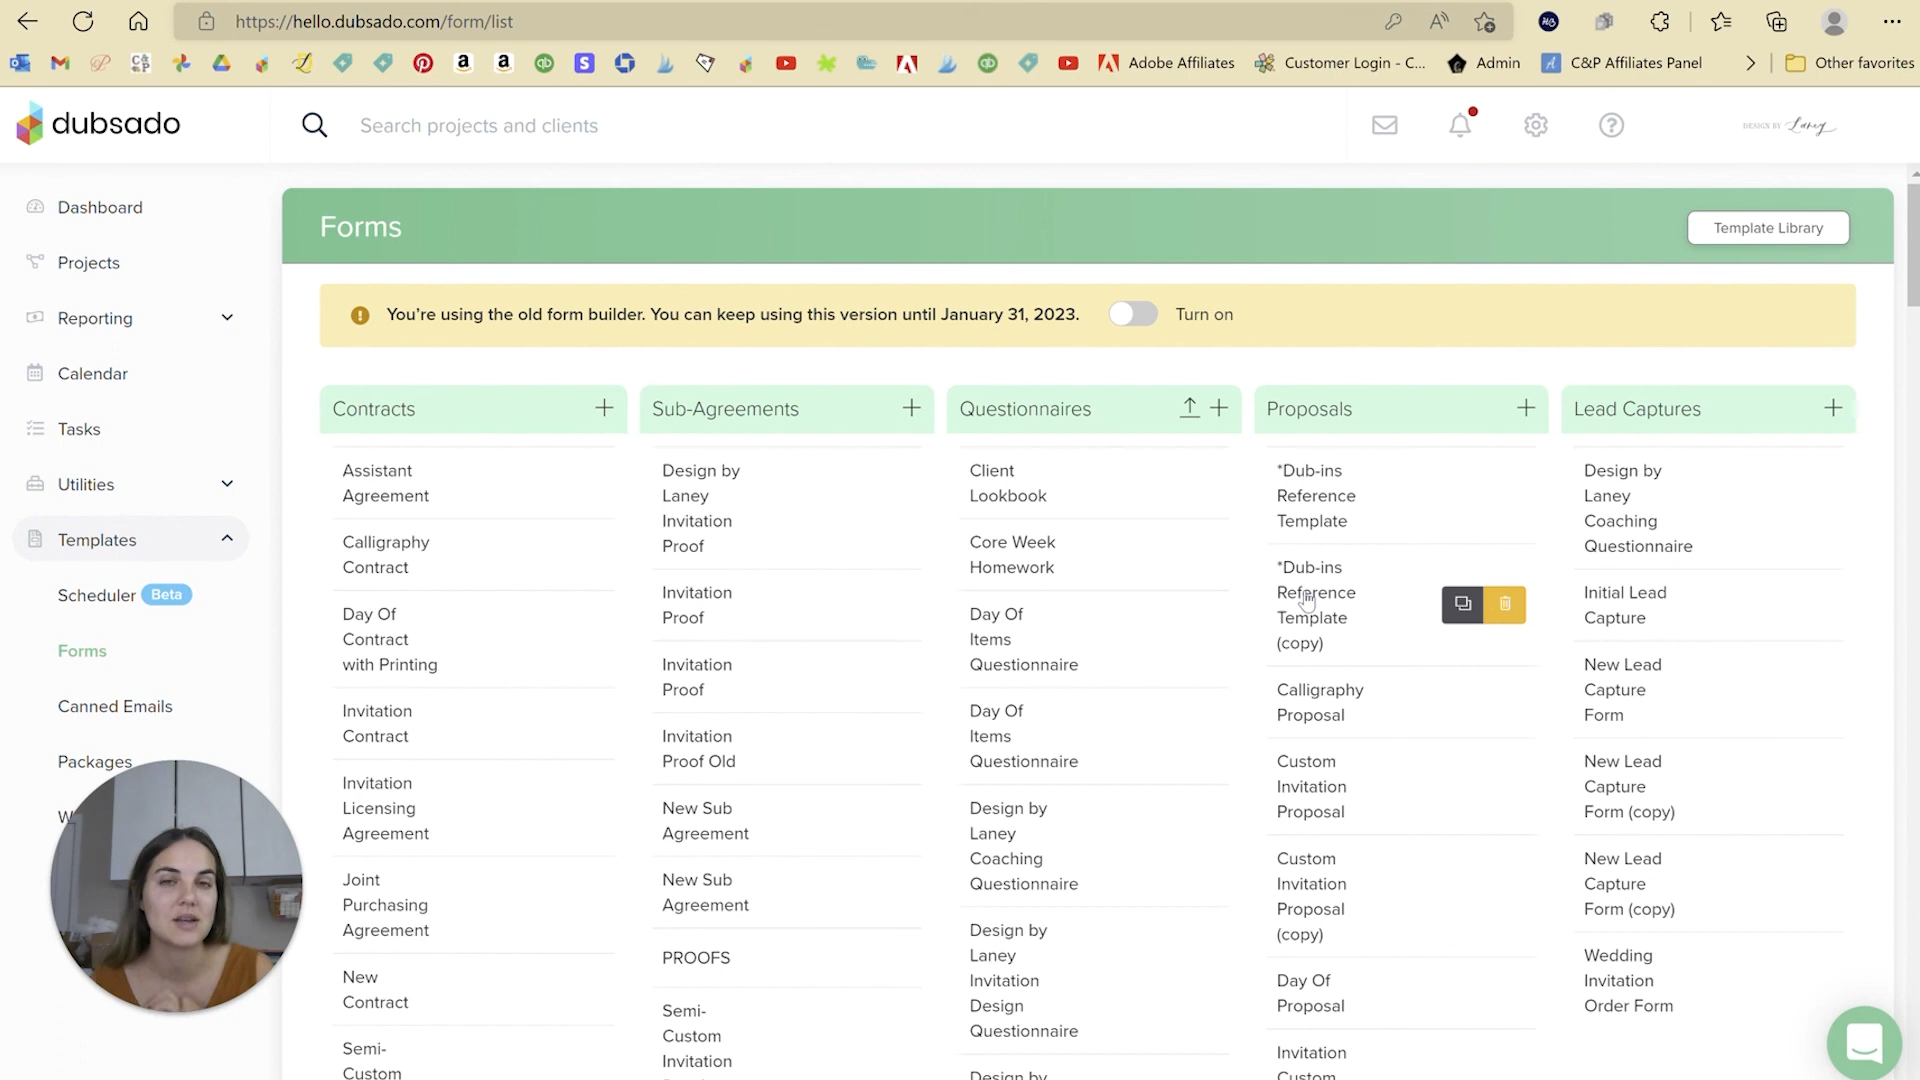 https://hello.dubsado.com/form/list
Adobe Affiliates
Customer Login - C...
Admin
C&P Affiliates Panel
Other favorites
dubsado
Search projects and clients
DESIGN BY Laney
Dashboard
Projects
Reporting
Calendar
Tasks
Utilities
Templates
Scheduler
Beta
Forms
Canned Emails
Packages
W
Forms
Template Library
You're using the old form builder. You can keep using this version until January 31, 2023.
Turn on
Contracts
Assistant
Agreement
Calligraphy
Contract
Day Of
Contract
with Printing
Invitation
Contract
Invitation
Licensing
Agreement
Joint
Purchasing
Agreement
New
Contract
Semi-
Custom
Sub-Agreements
Design by
Laney
Invitation
Proof
Invitation
Proof
Invitation
Proof
Invitation
Proof Old
New Sub
Agreement
New Sub
Agreement
PROOFS
Semi-
Custom
Invitation
Questionnaires
Client
Lookbook
Core Week
Homework
Day Of
Items
Questionnaire
Day Of
Items
Questionnaire
Design by
Laney
Coaching
Questionnaire
Design by
Laney
Invitation
Design
Questionnaire
Design by
Proposals
*Dub-ins
Reference
Template
*Dub-ins
Reference
Template
(copy)
Calligraphy
Proposal
Custom
Invitation
Proposal
Custom
Invitation
Proposal
(copy)
Day Of
Proposal
Invitation
Custom
Lead Captures
Design by
Laney
Coaching
Questionnaire
Initial Lead
Capture
New Lead
Capture
Form
New Lead
Capture
Form (copy)
New Lead
Capture
Form (copy)
Wedding
Invitation
Order Form